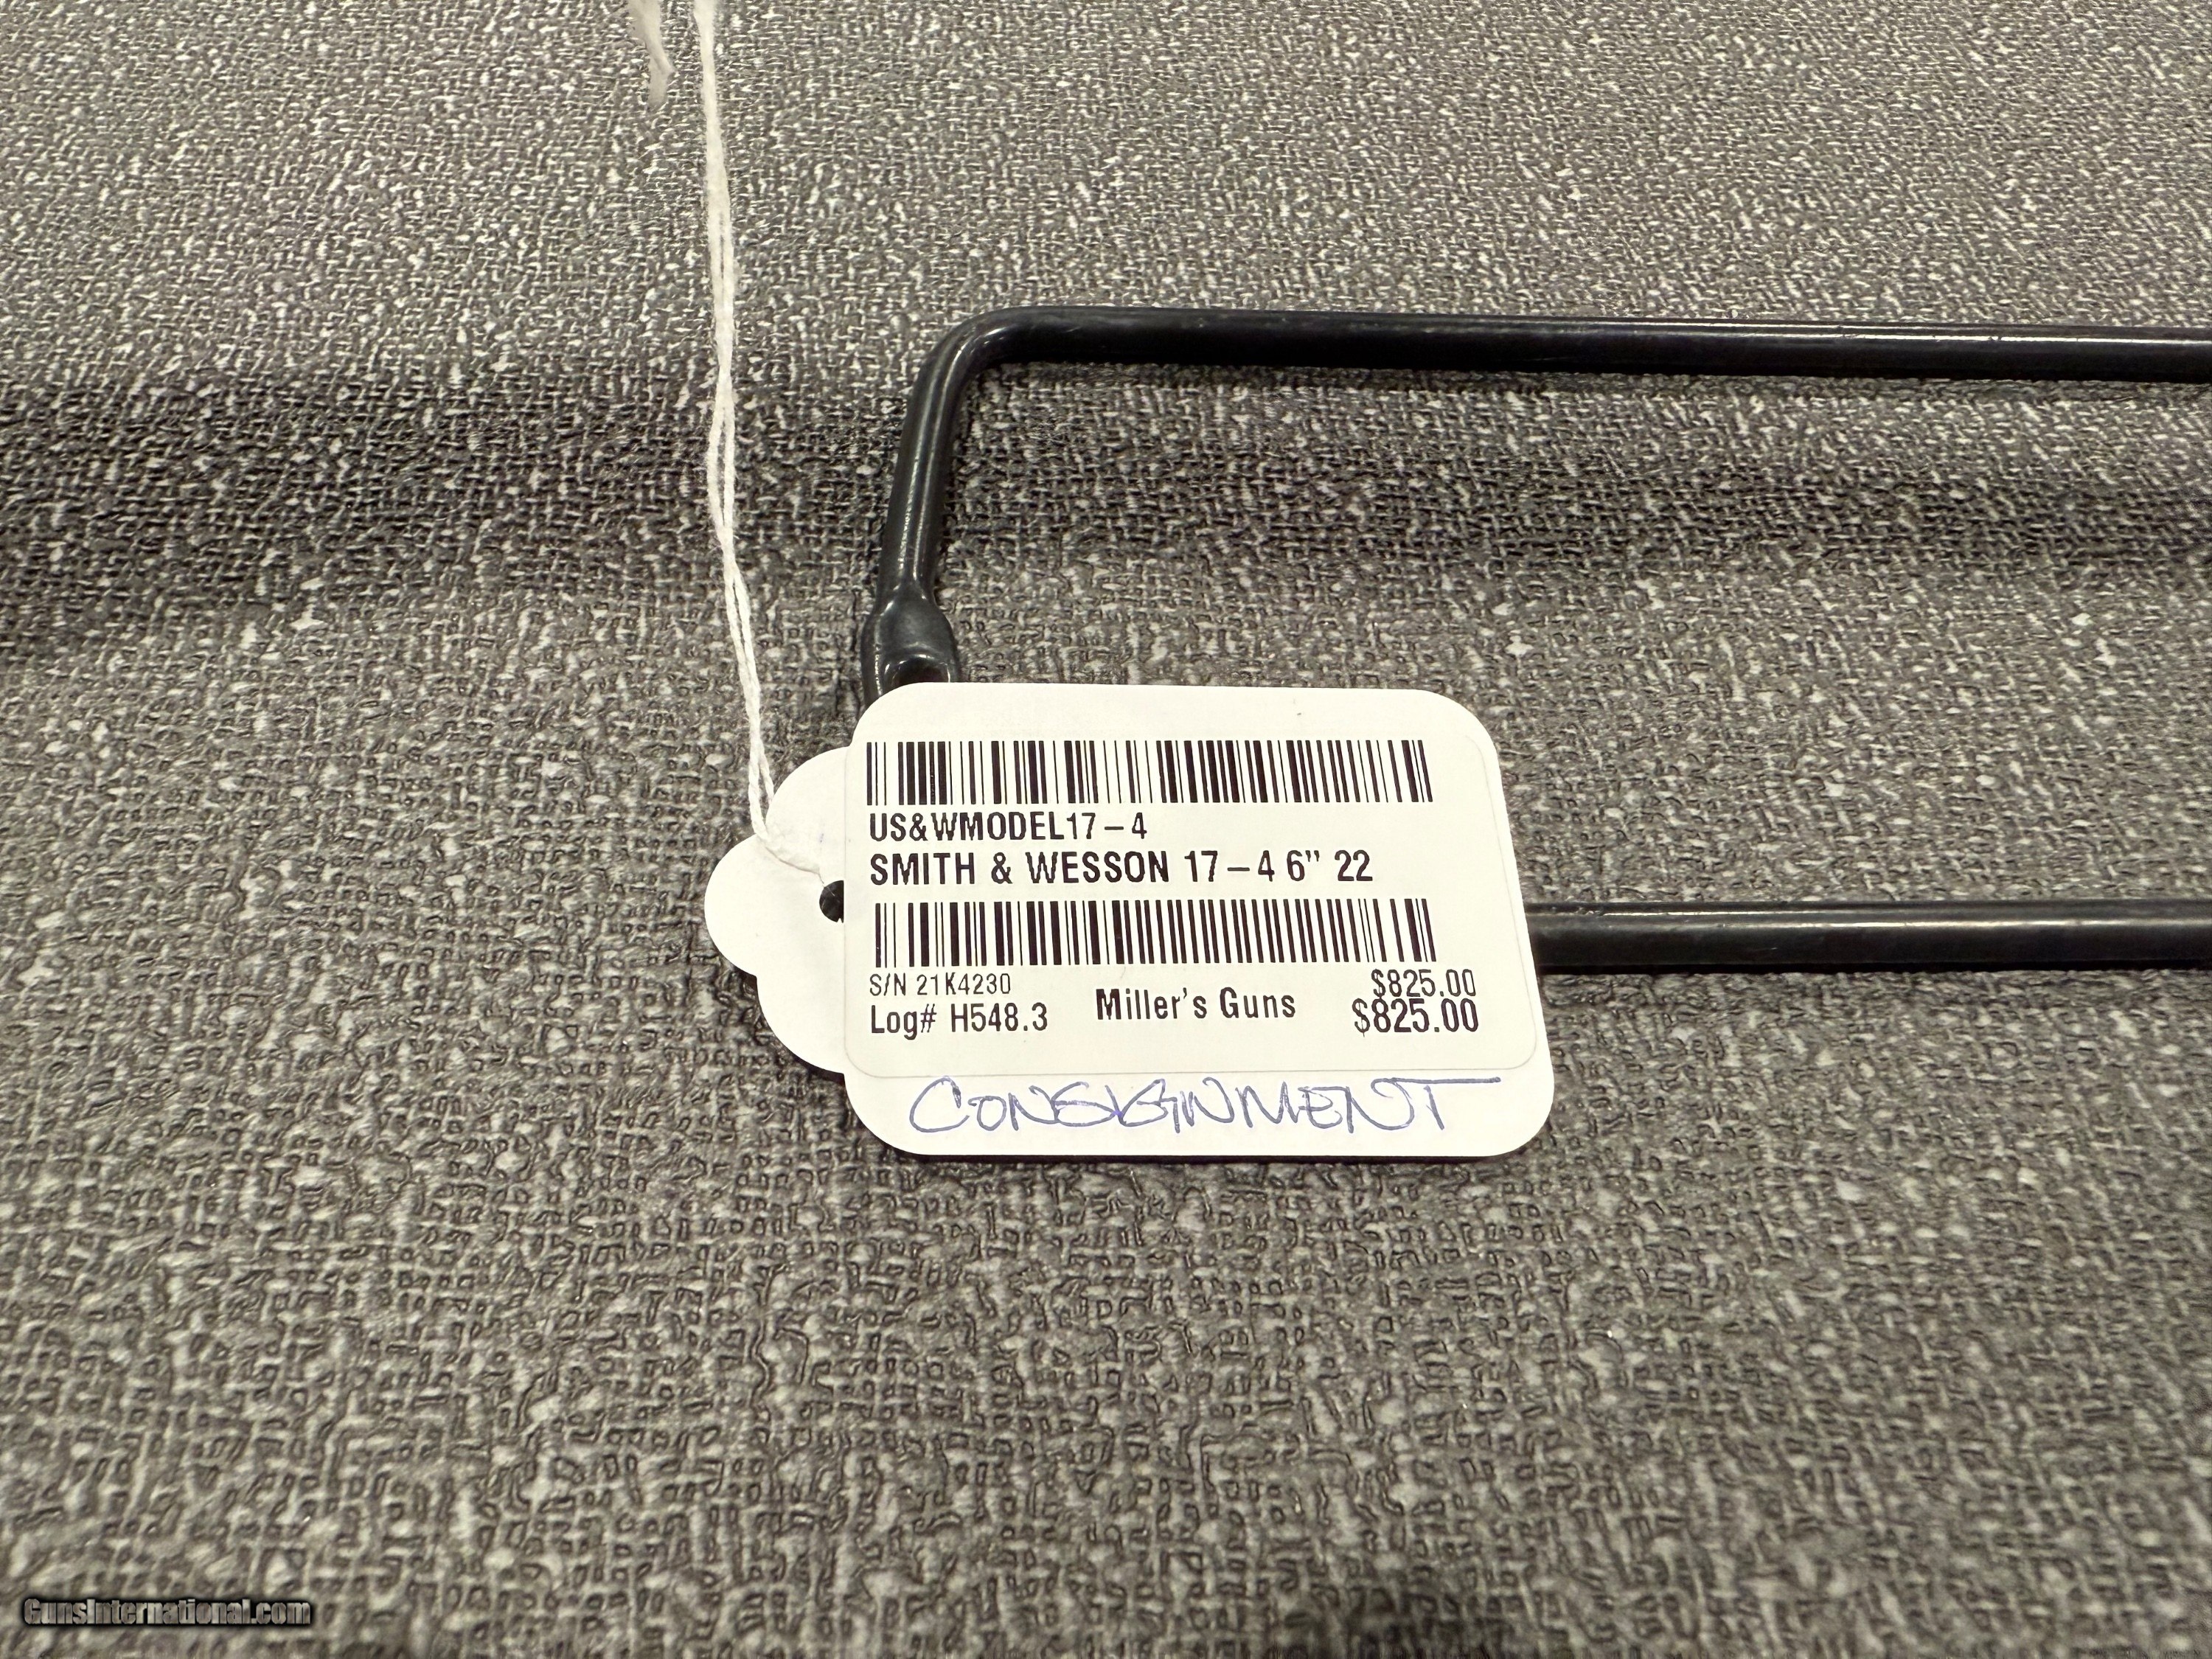 US&WMODEL17-4
SMITH & WESSON 17-4 6" 22
S/N 21K4230
$825.00
Log# H548.3
Miller's Guns
$825.00
CONSIGNMENT
GunsInternational.com